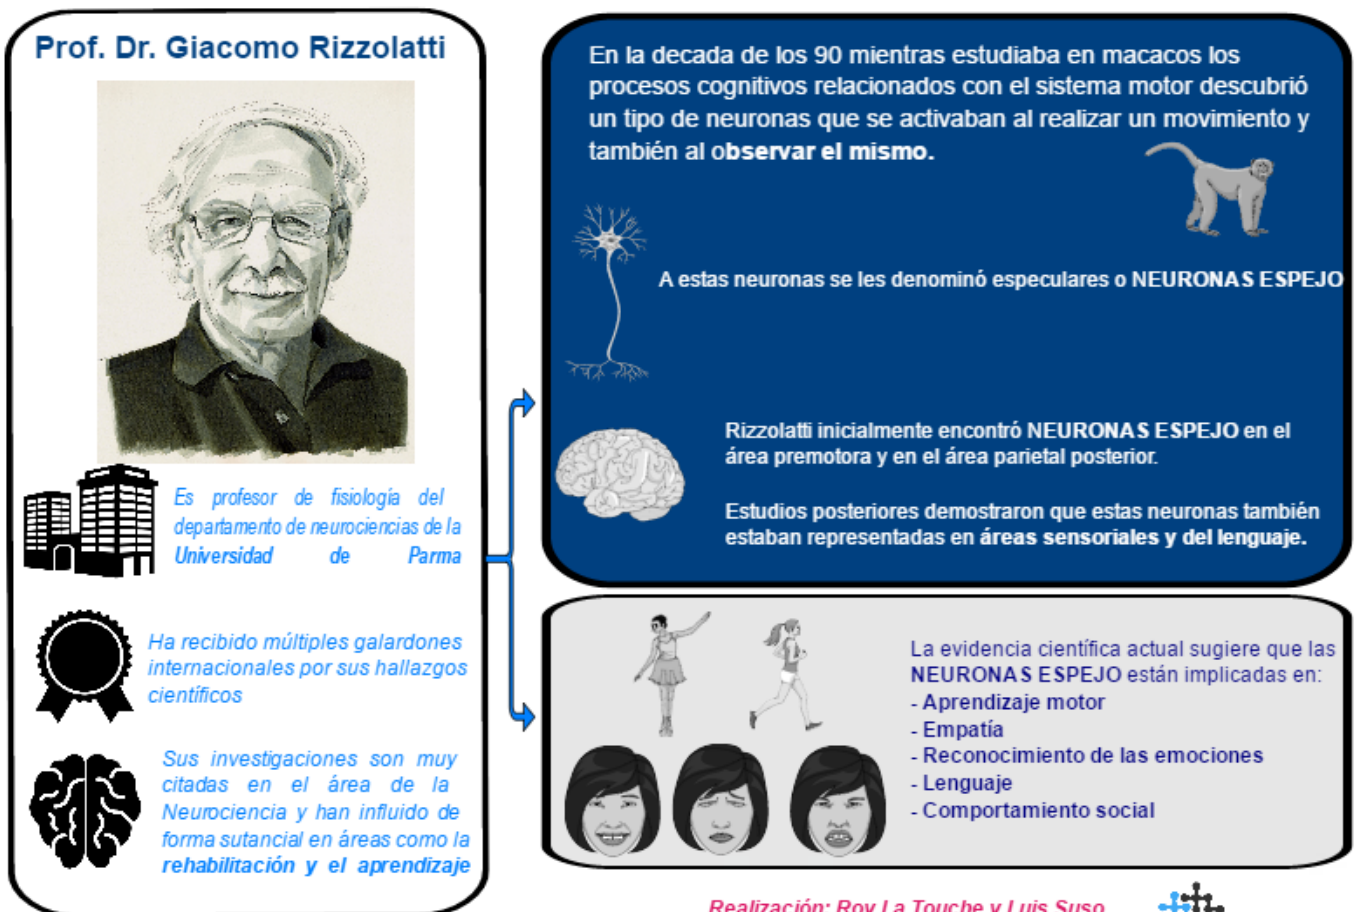 Prof. Dr. Giacomo Rizzolatti
Es profesor de fisiología del
departamento de neurociencias de la
Universidad de Parma
Ha recibido múltiples galardones
internacionales por sus hallazgos
científicos
Sus investigaciones son muy
citadas en el área de la
Neurociencia y han influido de
forma sutancial en áreas como la
rehabilitación y el aprendizaje
En la decada de los 90 mientras estudiaba en macacos los
procesos cognitivos relacionados con el sistema motor descubrió
un tipo de neuronas que se activaban al realizar un movimiento y
también al observar el mismo.
A estas neuronas se les denominó especulares o NEURONAS ESPEJO
Rizzolatti inicialmente encontró NEURONAS ESPEJO en el
área premotora y en el área parietal posterior.
Estudios posteriores demostraron que estas neuronas también
estaban representadas en áreas sensoriales y del lenguaje.
La evidencia científica actual sugiere que las
NEURONAS ESPEJO están implicadas en:
- Aprendizaje motor
- Empatía
- Reconocimiento de las emociones
- Lenguaje
- Comportamiento social
Realización: Roy La Touche y Luis Suso